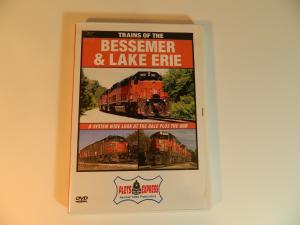 TRAINS OF THE
BESSEMER
& LAKE ERIE
A SYSTEM WIDE LOOK AT THE B&LE PLUS THE URR
PLETS
EXPRESS
DVD